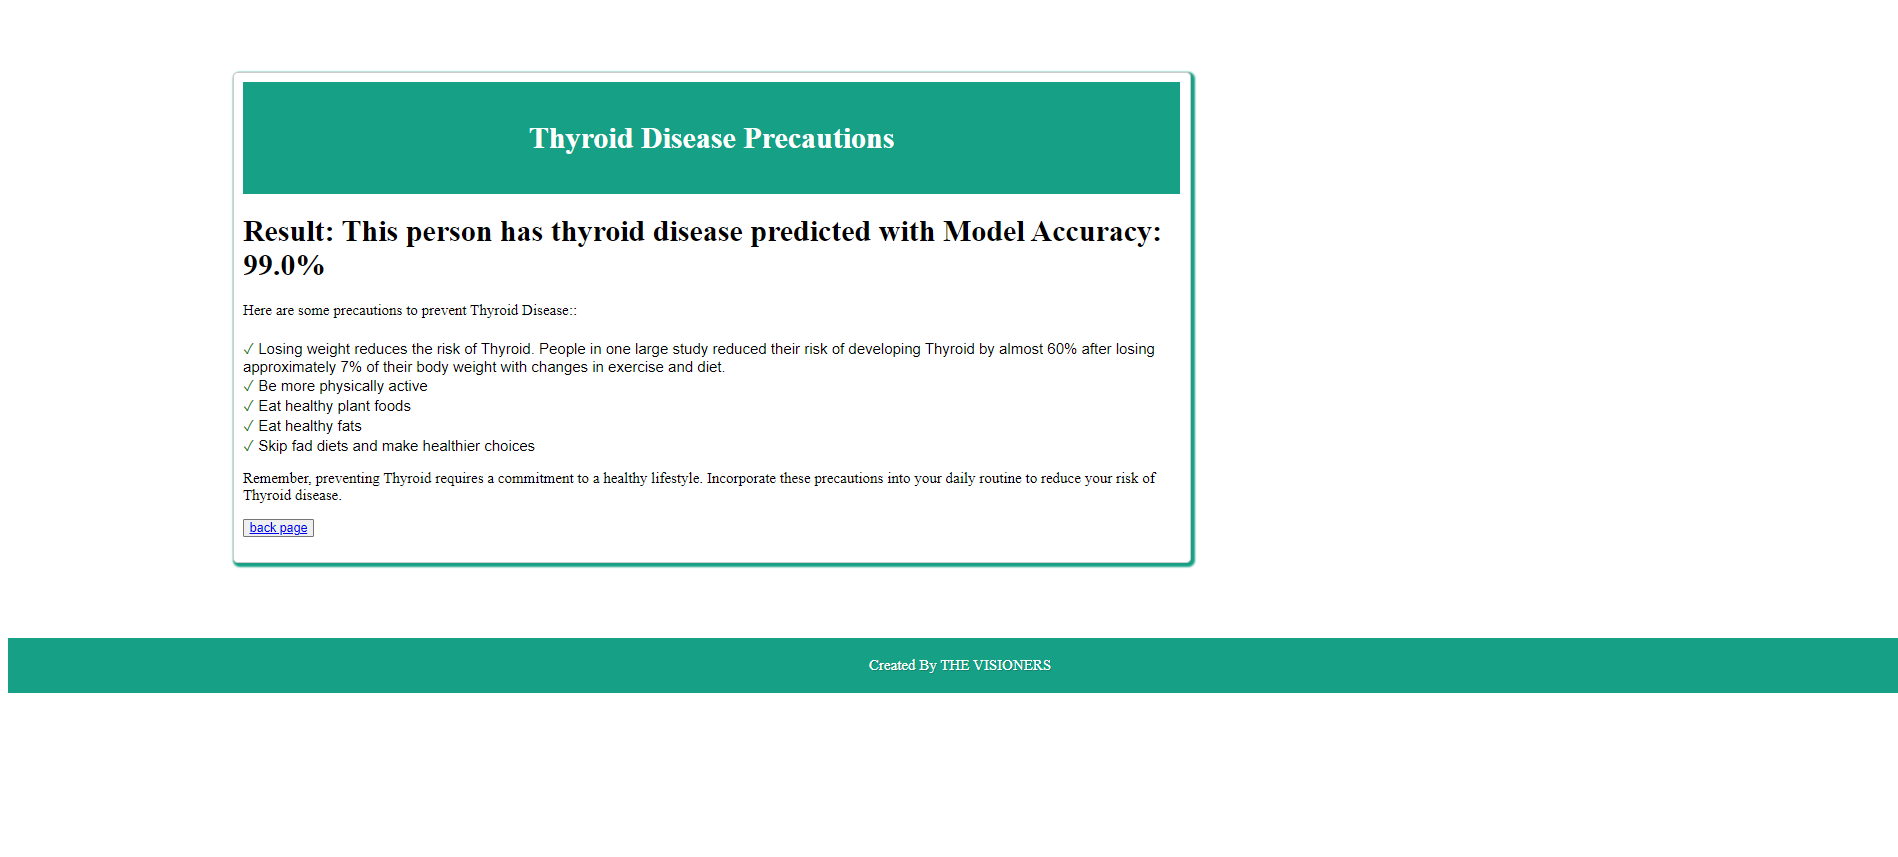 Thyroid Disease Precautions
Result: This person has thyroid disease predicted with Model Accuracy:
99.0%
Here are some precautions to prevent Thyroid Disease::
✓ Losing weight reduces the risk of Thyroid. People in one large study reduced their risk of developing Thyroid by almost 60% after losing
approximately 7% of their body weight with changes in exercise and diet.
✓ Be more physically active
✓ Eat healthy plant foods
✓ Eat healthy fats
✓ Skip fad diets and make healthier choices
Remember, preventing Thyroid requires a commitment to a healthy lifestyle. Incorporate these precautions into your daily routine to reduce your risk of
Thyroid disease.
back page
Created By THE VISIONERS